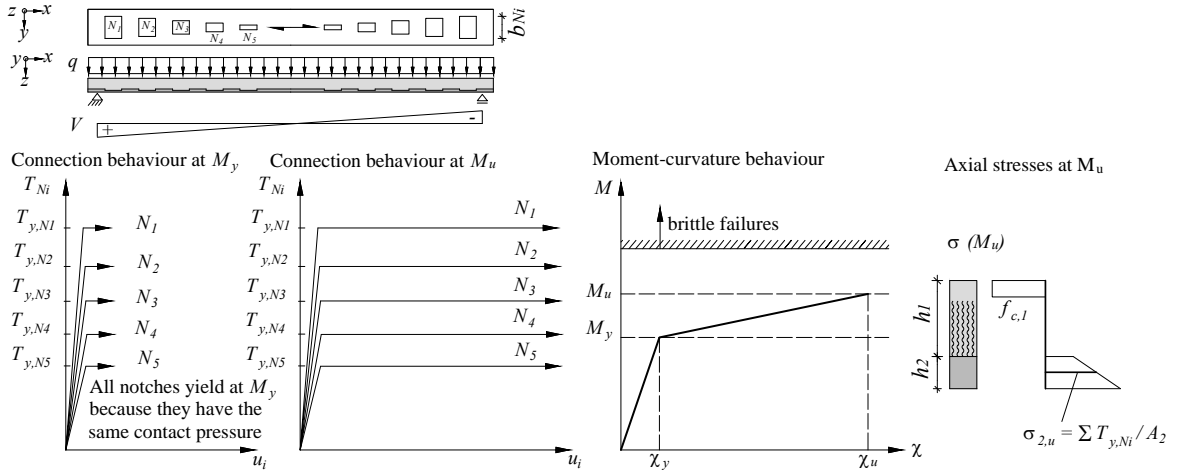 z x
y
N1 N2 N3 N4 N5
bNi
y x
z
q
V + -
Connection behaviour at My
TNi
Ty,N1 N1
Ty,N2 N2
Ty,N3 N3
Ty,N4 N4
Ty,N5 N5
All notches yield at My
because they have the
same contact pressure
ui
Connection behaviour at Mu
TNi
Ty,N1 N1
Ty,N2 N2
Ty,N3 N3
Ty,N4 N4
Ty,N5 N5
ui
Moment-curvature behaviour
M
brittle failures
Mu
My
χy χu χ
Axial stresses at Mu
σ (Mu)
h1 fc,1
h2
σ2,u = Σ Ty,Ni / A2